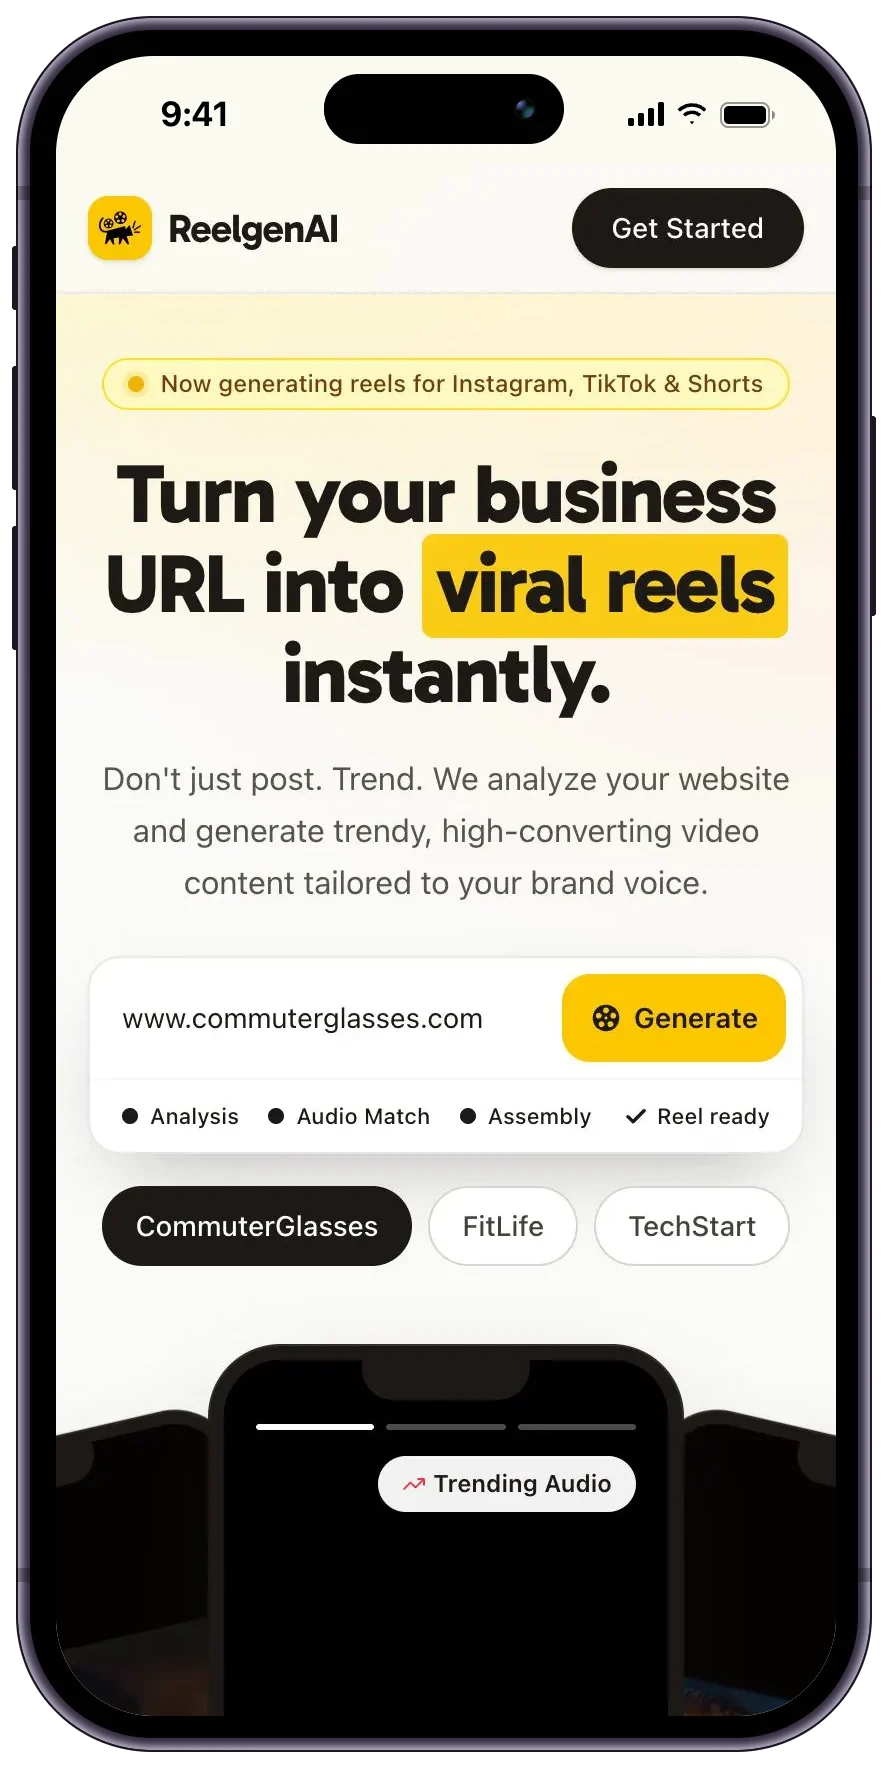 9:41
ReelgenAI
Get Started
Now generating reels for Instagram, TikTok & Shorts
Turn your business
URL into viral reels
instantly.
Don't just post. Trend. We analyze your website
and generate trendy, high-converting video
content tailored to your brand voice.
www.commuterglasses.com Generate
Analysis Audio Match Assembly Reel ready
CommuterGlasses FitLife TechStart
Trending Audio